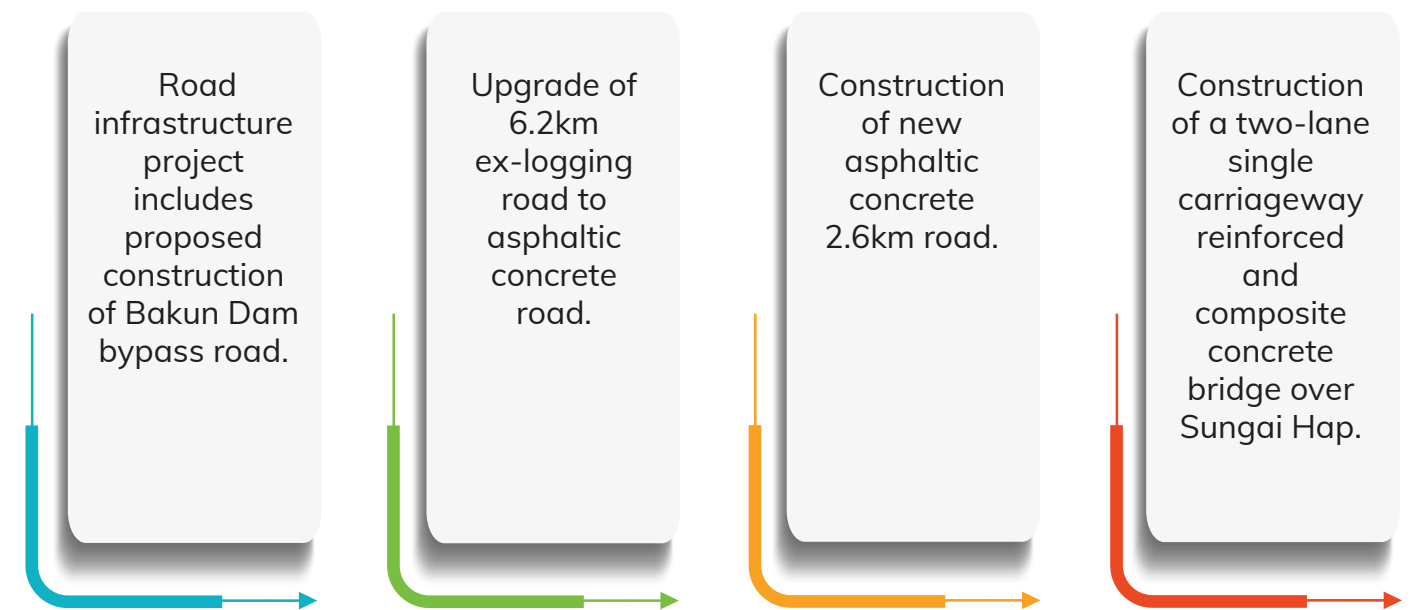 Road
infrastructure
project
includes
proposed
construction
of Bakun Dam
bypass road.
Upgrade of
6.2km
ex-logging
road to
asphaltic
concrete
road.
Construction
of new
asphaltic
concrete
2.6km road.
Construction
of a two-lane
single
carriageway
reinforced
and
composite
concrete
bridge over
Sungai Hap.